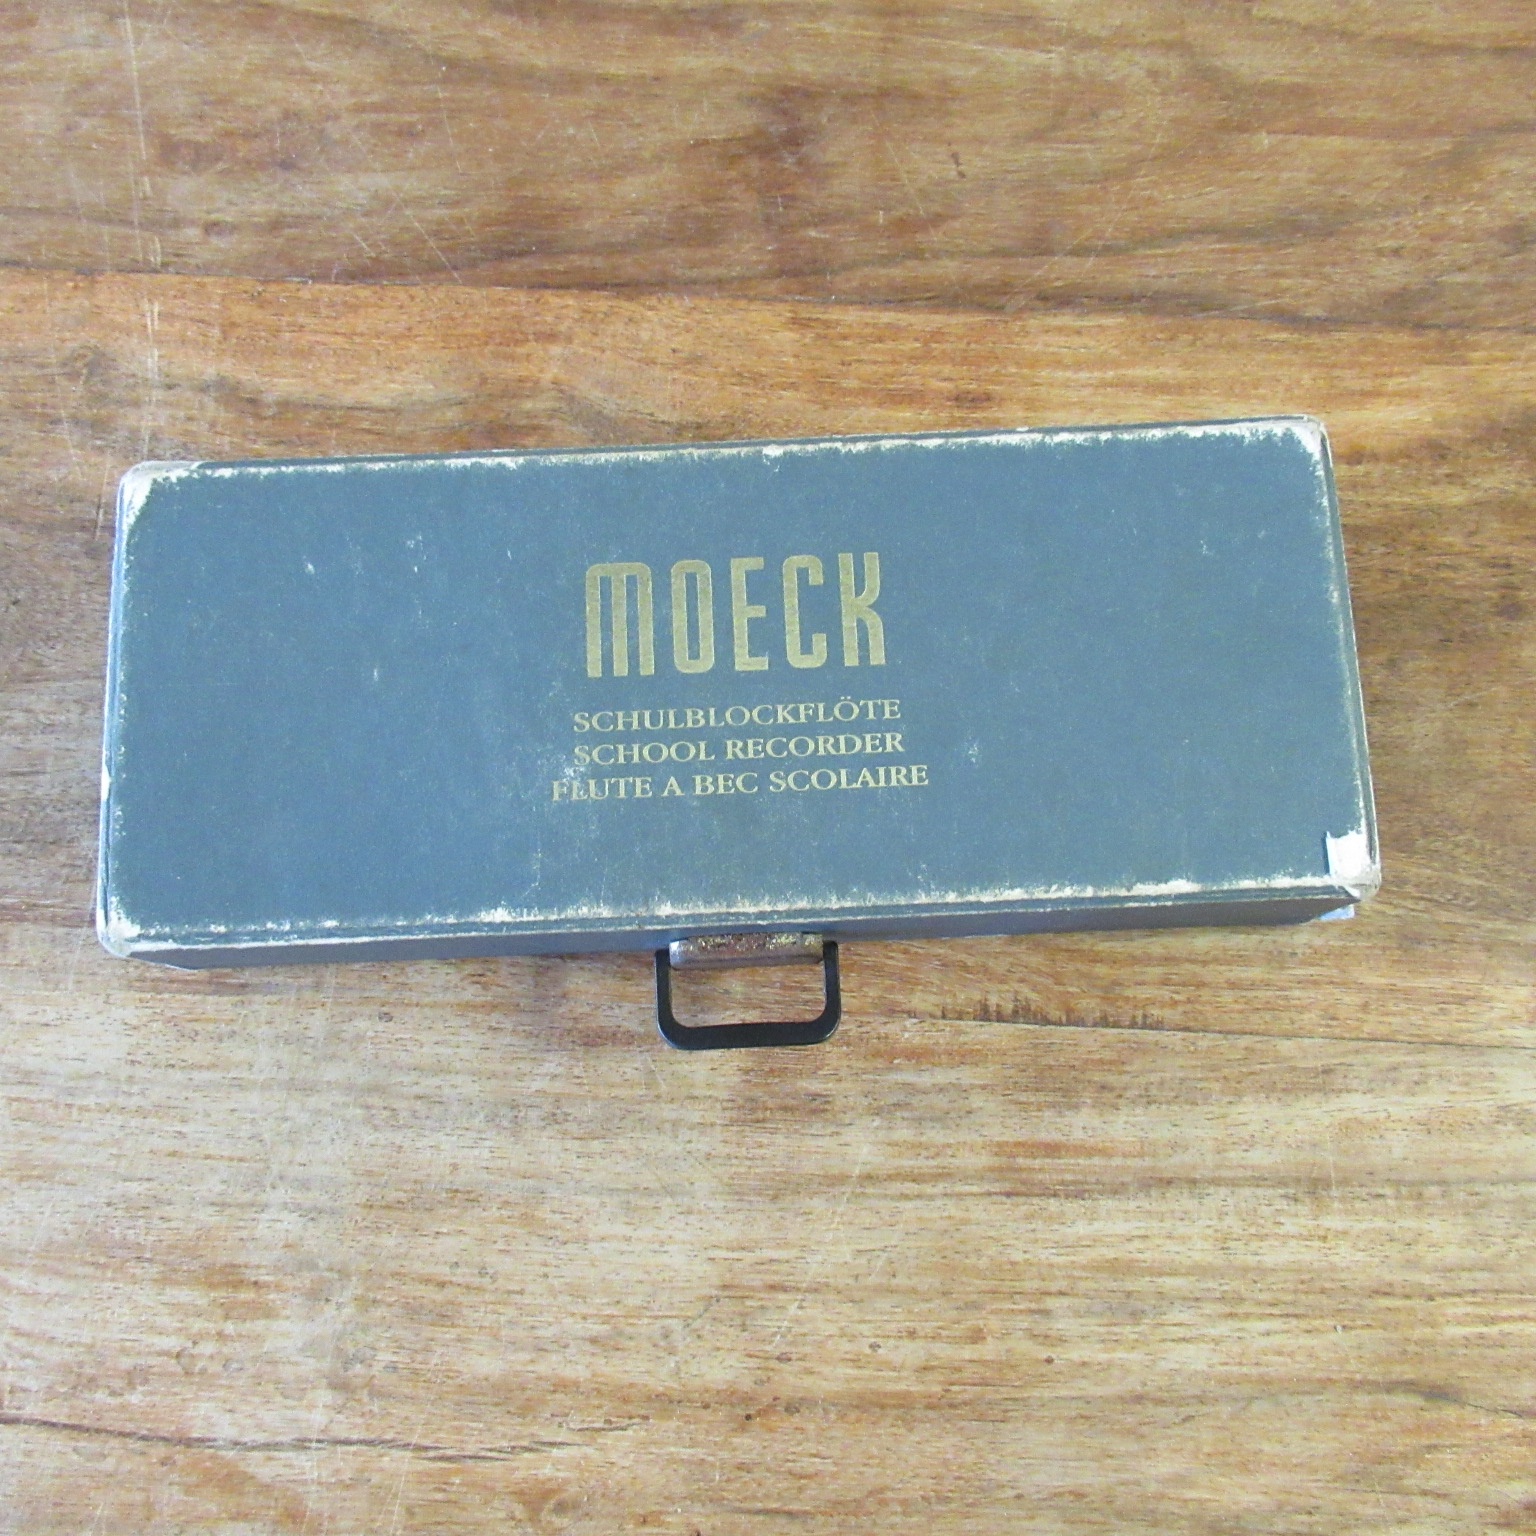 MOECK
SCHULBLOCKFLÖTE
SCHOOL RECORDER
FLUTE A BEC SCOLAIRE